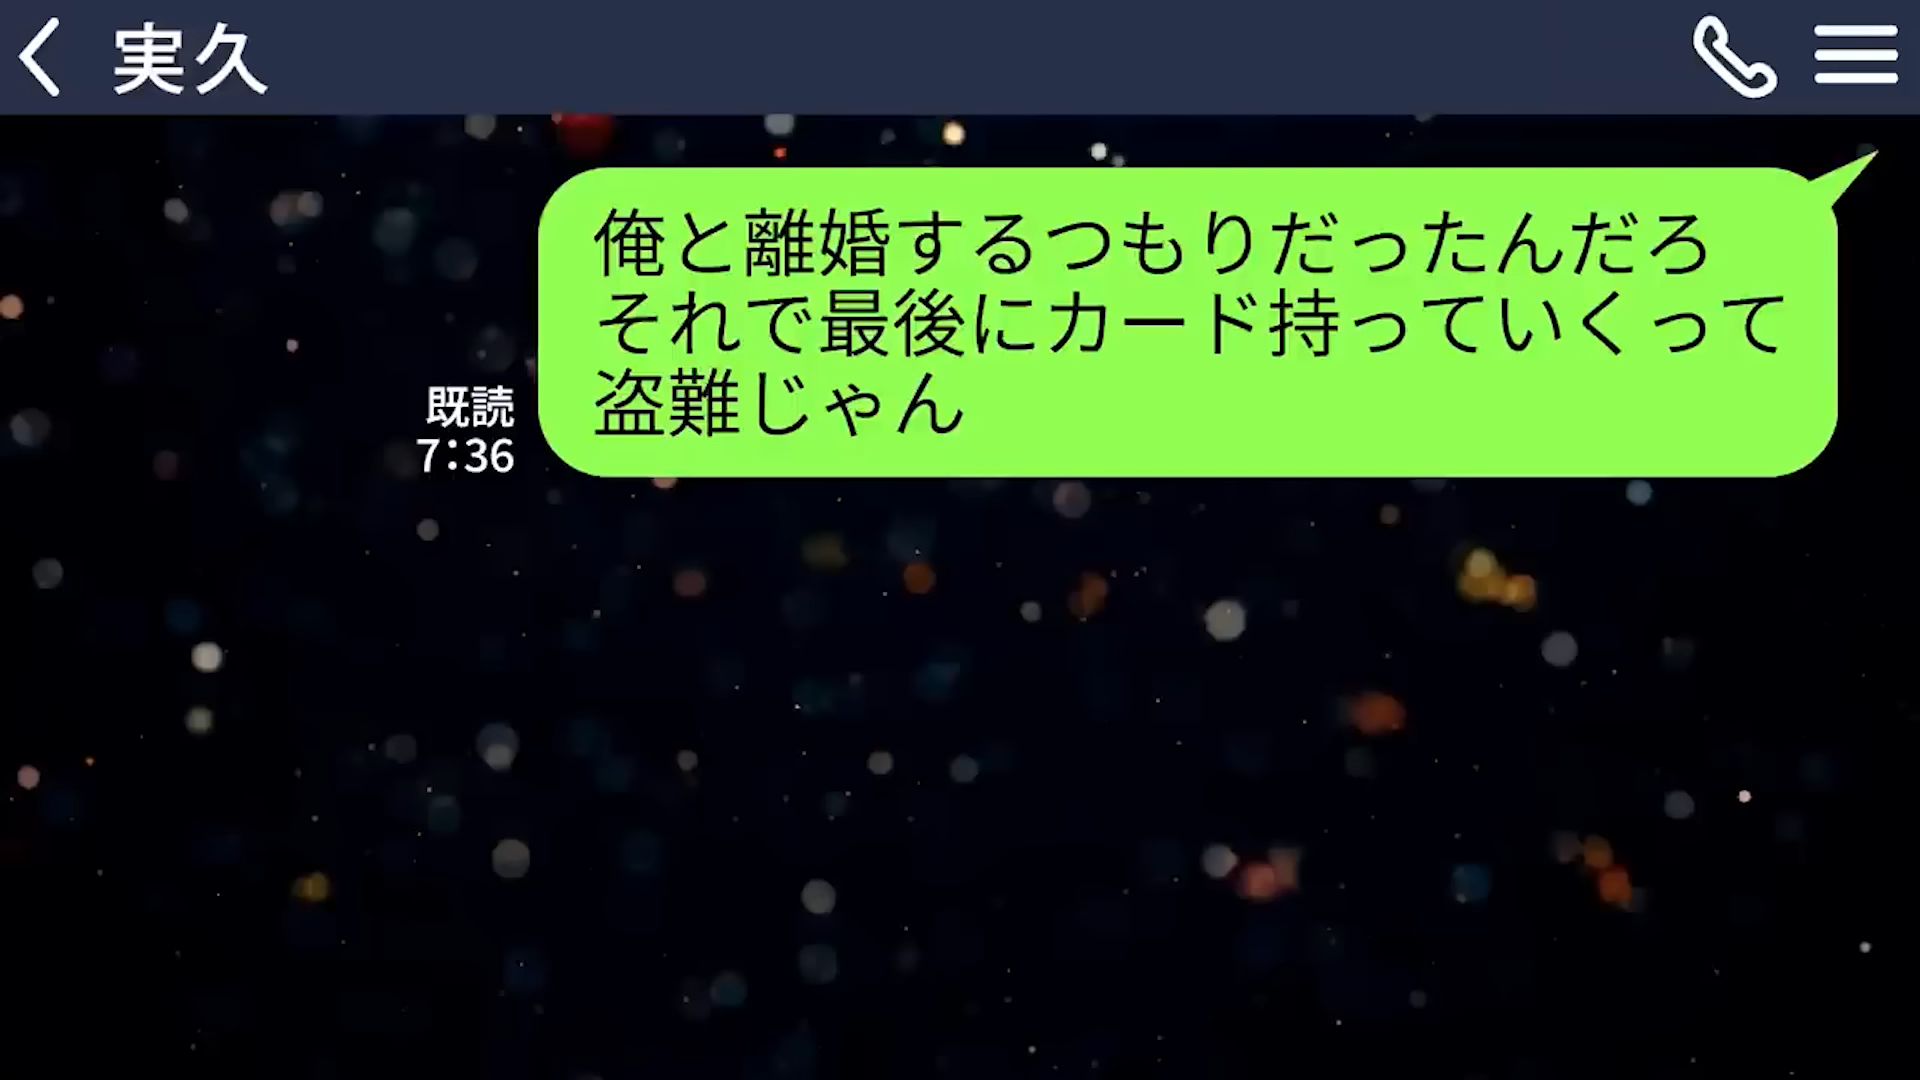 実久
俺と離婚するつもりだったんだろ
それで最後にカード持っていくって
盗難じゃん
既読
7:36